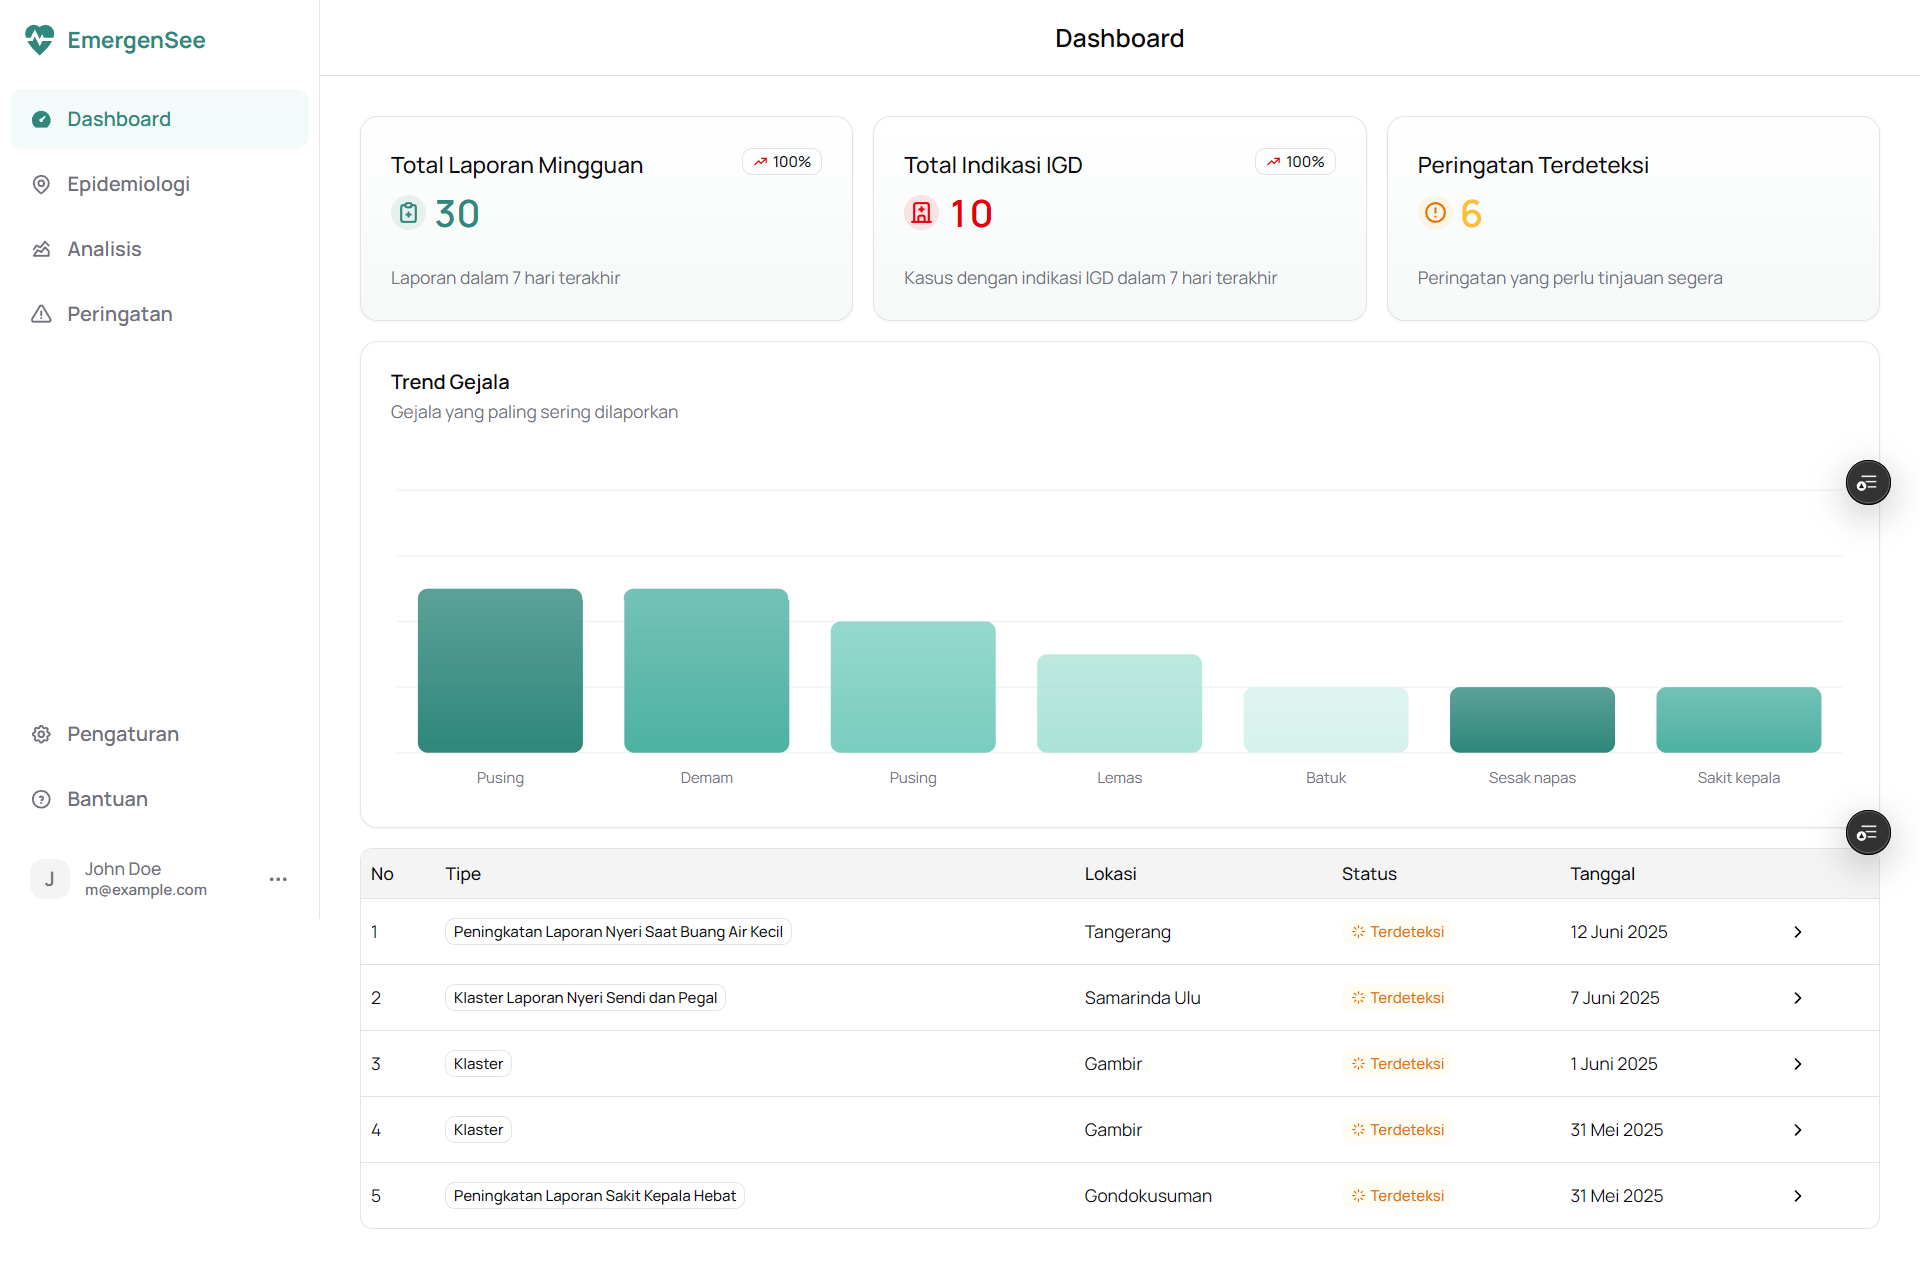 EmergenSee
Dashboard
Epidemiologi
Analisis
Peringatan
Pengaturan
Bantuan
J
John Doe
m@example.com
Dashboard
Total Laporan Mingguan
100%
30
Laporan dalam 7 hari terakhir
Total Indikasi IGD
100%
10
Kasus dengan indikasi IGD dalam 7 hari terakhir
Peringatan Terdeteksi
6
Peringatan yang perlu tinjauan segera
Trend Gejala
Gejala yang paling sering dilaporkan
Pusing Demam Pusing Lemas Batuk Sesak napas Sakit kepala
No Tipe Lokasi Status Tanggal
1 Peningkatan Laporan Nyeri Saat Buang Air Kecil Tangerang Terdeteksi 12 Juni 2025
2 Klaster Laporan Nyeri Sendi dan Pegal Samarinda Ulu Terdeteksi 7 Juni 2025
3 Klaster Gambir Terdeteksi 1 Juni 2025
4 Klaster Gambir Terdeteksi 31 Mei 2025
5 Peningkatan Laporan Sakit Kepala Hebat Gondokusuman Terdeteksi 31 Mei 2025